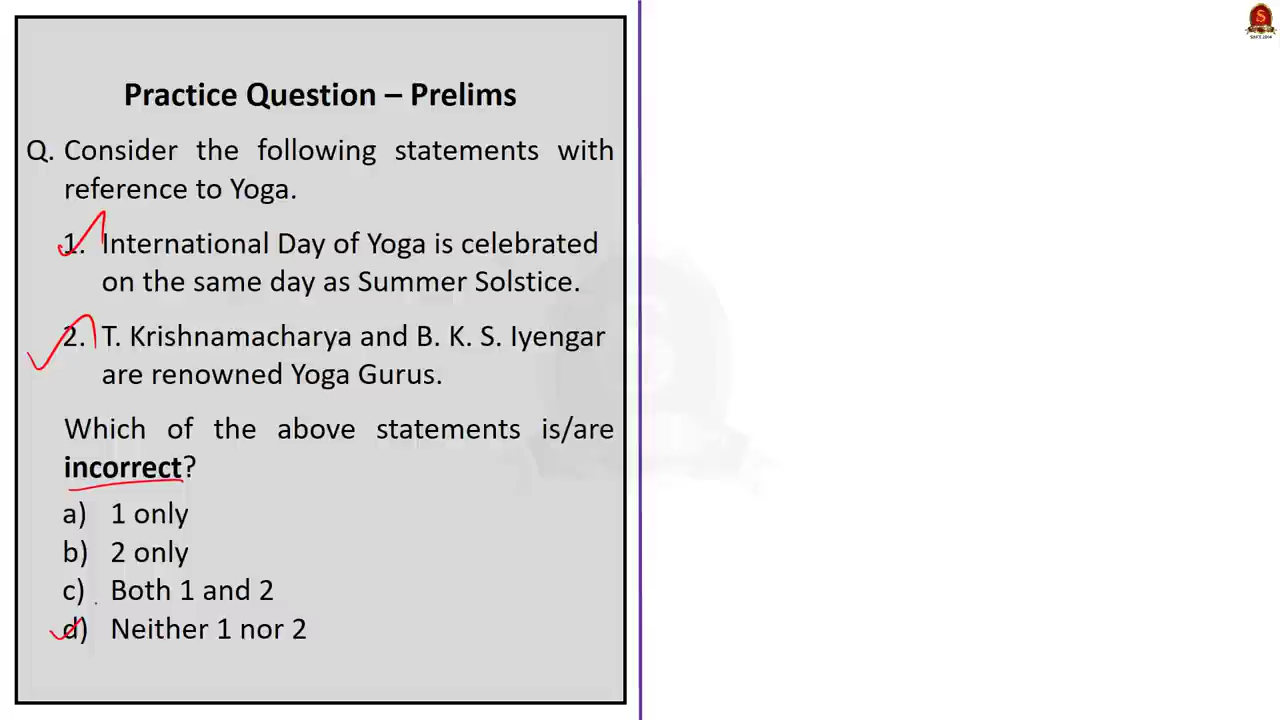 Practice Question – Prelims
Q. Consider the following statements with
reference to Yoga.
1. International Day of Yoga is celebrated
on the same day as Summer Solstice.
2. T. Krishnamacharya and B. K. S. Iyengar
are renowned Yoga Gurus.
Which of the above statements is/are
incorrect?
a) 1 only
b) 2 only
c) Both 1 and 2
d) Neither 1 nor 2